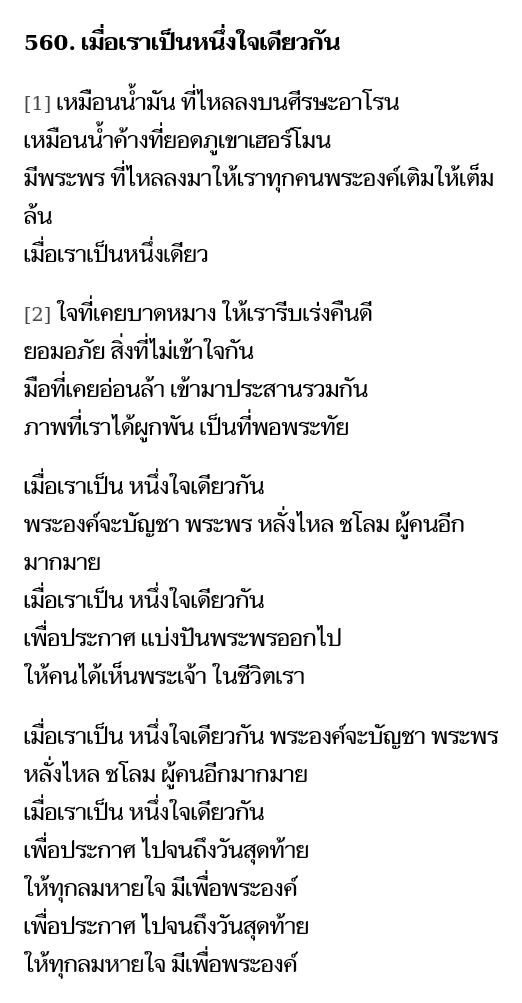 560. เมื่อเราเป็นหนึ่งใจเดียวกัน
[1] เหมือนน้ำมัน ที่ไหลลงบนศีรษะอาโรน
เหมือนน้ำค้างที่ยอดภูเขาเฮอร์โมน
มีพระพร ที่ไหลลงมาให้เราทุกคนพระองค์เติมให้เต็ม
ล้น
เมื่อเราเป็นหนึ่งเดียว
[2] ใจที่เคยบาดหมาง ให้เรารีบเร่งคืนดี
ยอมอภัย สิ่งที่ไม่เข้าใจกัน
มือที่เคยอ่อนล้า เข้ามาประสานรวมกัน
ภาพที่เราได้ผูกพัน เป็นที่พอพระทัย
เมื่อเราเป็น หนึ่งใจเดียวกัน
พระองค์จะบัญชา พระพร หลั่งไหล ชโลม ผู้คนอีก
มากมาย
เมื่อเราเป็น หนึ่งใจเดียวกัน
เพื่อประกาศ แบ่งปันพระพรออกไป
ให้คนได้เห็นพระเจ้า ในชีวิตเรา
เมื่อเราเป็น หนึ่งใจเดียวกัน พระองค์จะบัญชา พระพร
หลั่งไหล ชโลม ผู้คนอีกมากมาย
เมื่อเราเป็น หนึ่งใจเดียวกัน
เพื่อประกาศ ไปจนถึงวันสุดท้าย
ให้ทุกลมหายใจ มีเพื่อพระองค์
เพื่อประกาศ ไปจนถึงวันสุดท้าย
ให้ทุกลมหายใจ มีเพื่อพระองค์